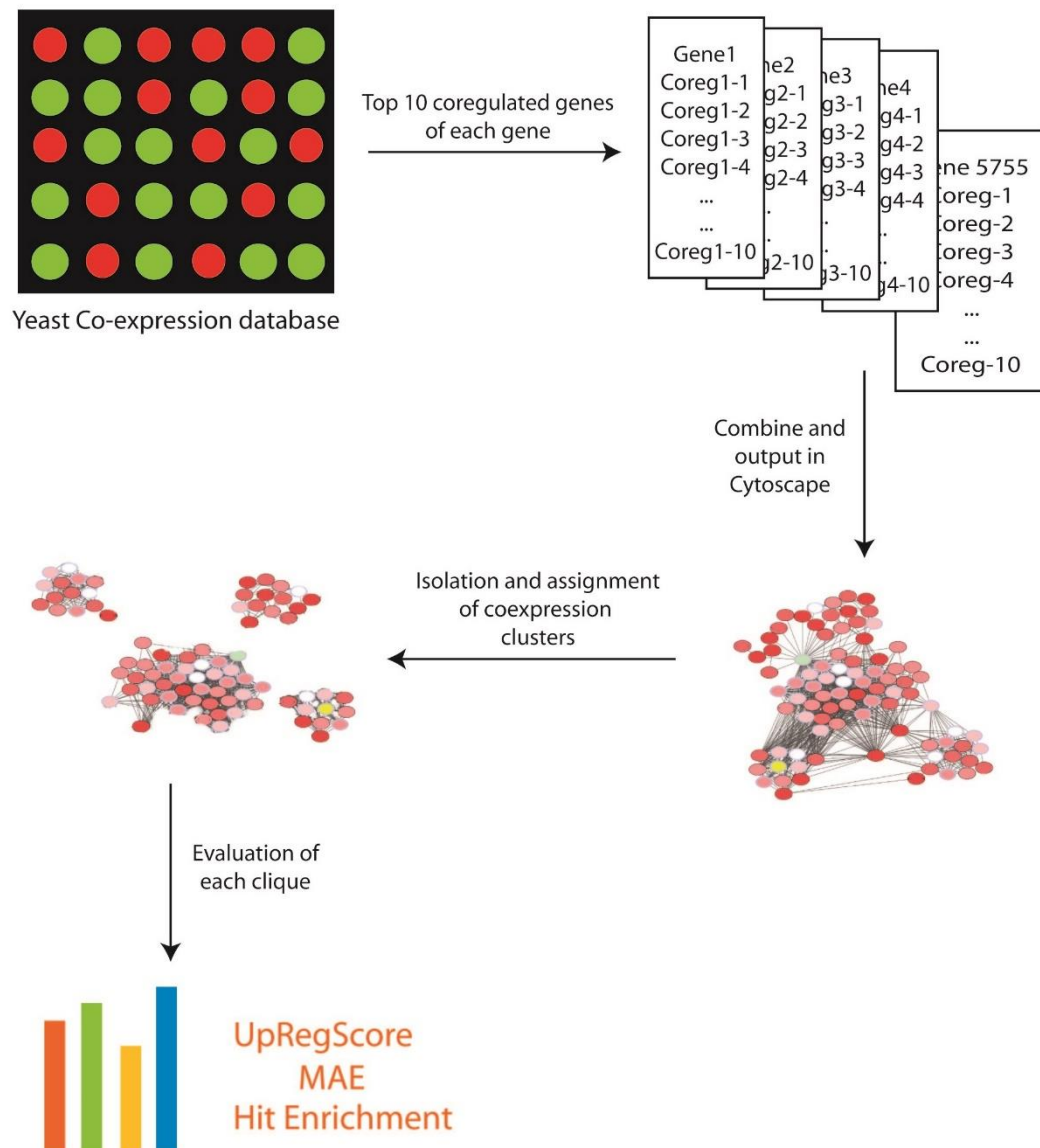 Top 10 coregulated genes
of each gene
Yeast Co-expression database
Gene1
Coreg1-1
Coreg1-2
Coreg1-3
Coreg1-4
...
...
Coreg1-10
ne2
g2-1
g2-2
g2-3
g2-4
..
..
g2-10
ne3
g3-1
g3-2
g3-3
g3-4
..
..
g3-10
ne4
g4-1
g4-2
g4-3
g4-4
..
..
g4-10
ene 5755
Coreg-1
Coreg-2
Coreg-3
Coreg-4
...
...
Coreg-10
Combine and
output in
Cytoscape
Isolation and assignment
of coexpression
clusters
Evaluation of
each clique
UpRegScore
MAE
Hit Enrichment